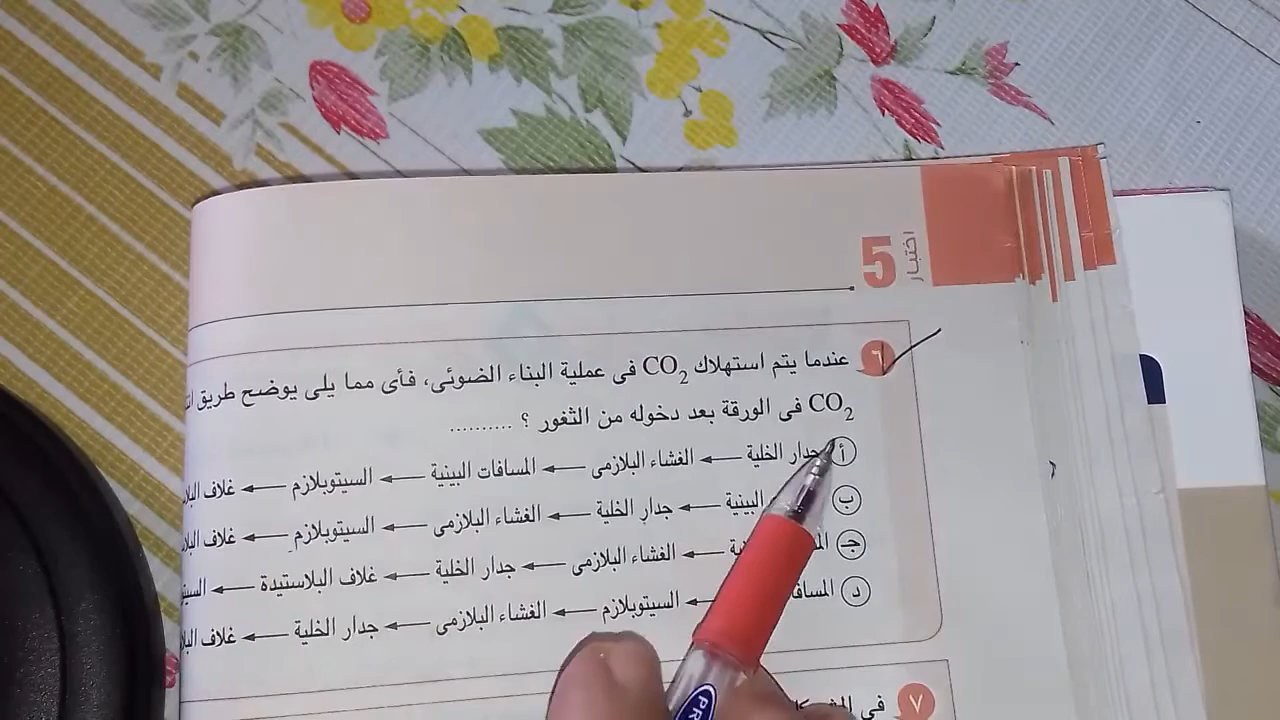 اختبار
5
٦ عندما يتم استهلاك CO2 فى عملية البناء الضوئى، فأى مما يلى يوضح طريق
CO2 فى الورقة بعد دخوله من الثغور ؟ ..........
أ جدار الخلية ← الغشاء البلازمى ← المسافات البينية ← السيتوبلازم ← غلاف
ب البينية ← جدار الخلية ← الغشاء البلازمى ← السيتوبلازم ← غلاف
جـ ← الغشاء البلازمى ← جدار الخلية ← غلاف البلاستيدة ←
د ← السيتوبلازم ← الغشاء البلازمى ← جدار الخلية ← غلاف
٧ فى
PR